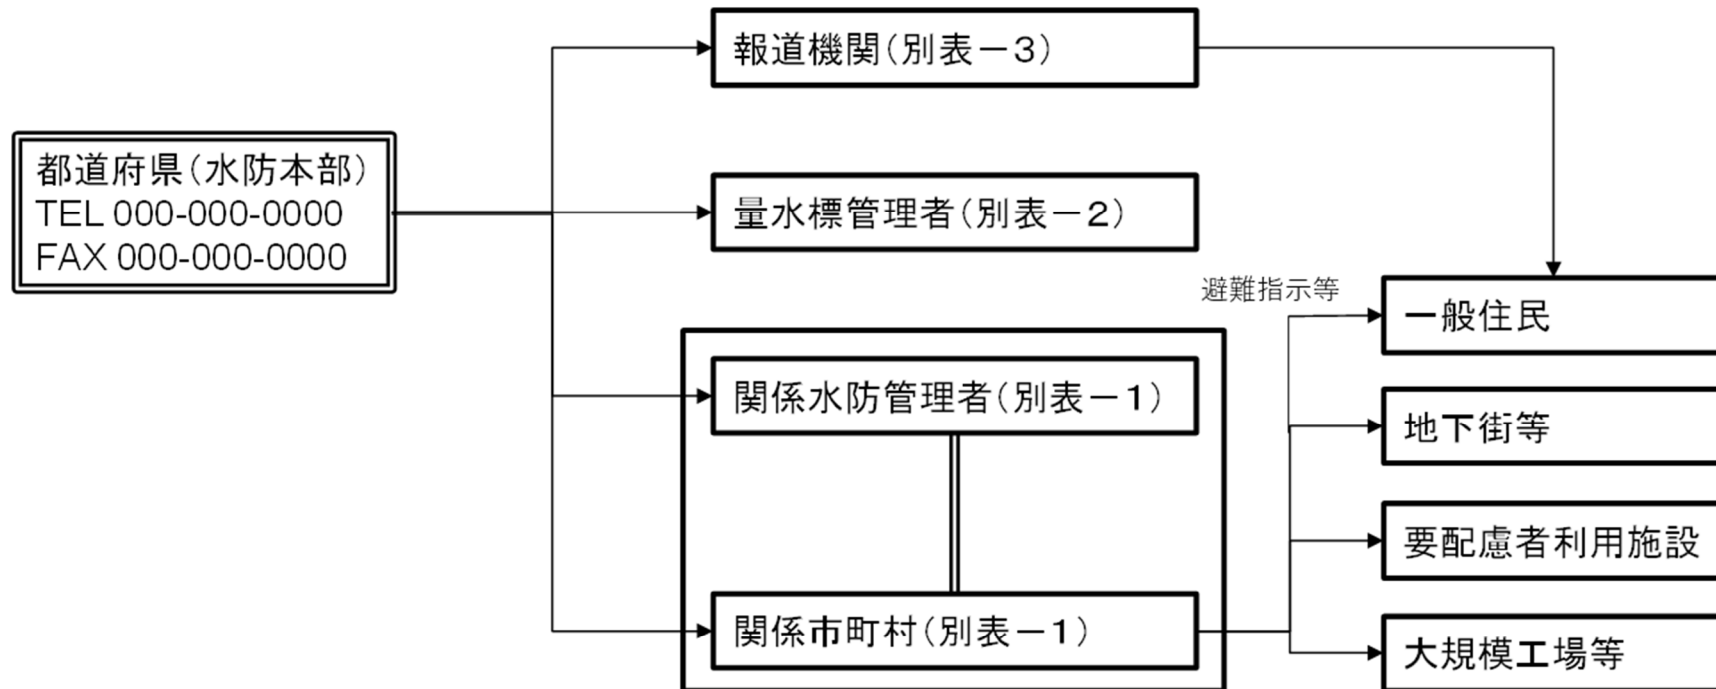 報道機関(別表－3)
都道府県(水防本部)
TEL 000-000-0000
FAX 000-000-0000
量水標管理者(別表－2)
避難指示等
一般住民
関係水防管理者(別表－1)
地下街等
要配慮者利用施設
関係市町村(別表－1)
大規模工場等